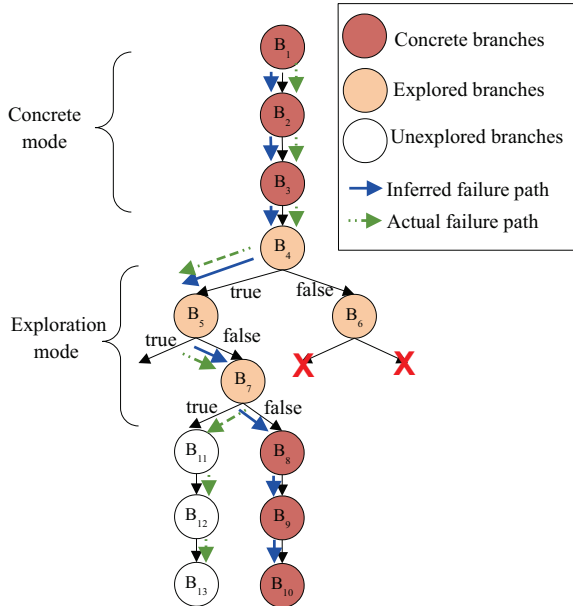 B1
Concrete branches
B2
Explored branches
Concrete mode
Unexplored branches
B3
Inferred failure path
Actual failure path
B4
true
false
Exploration mode
B5
B6
true
false
X
X
B7
true
false
B11
B8
B12
B9
B13
B10